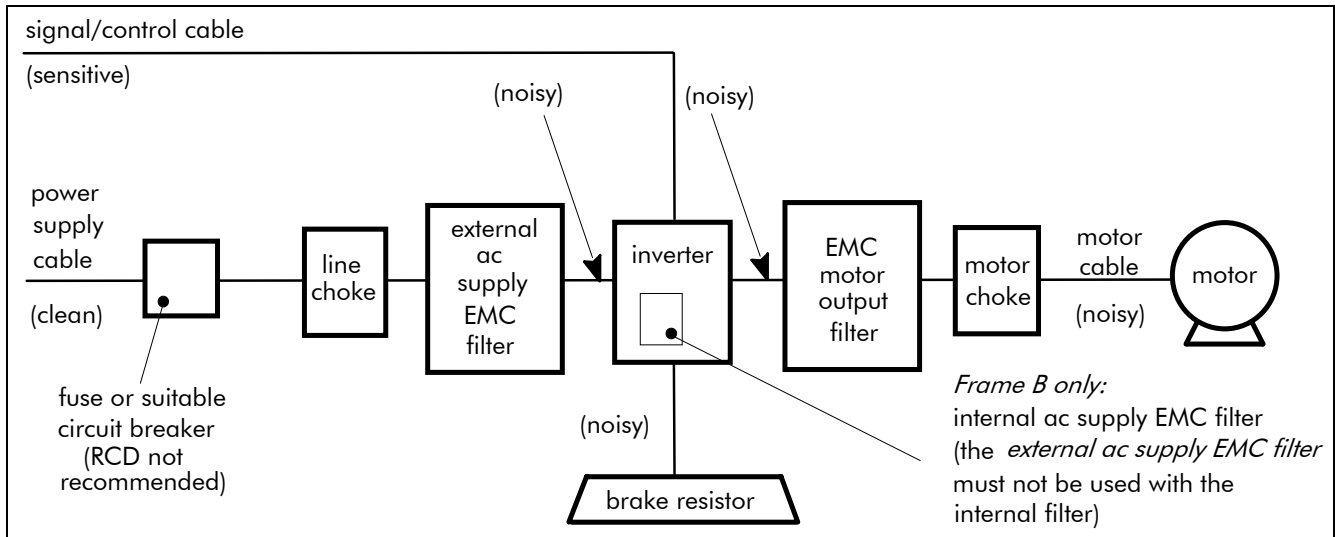 signal/control cable
(sensitive)
(noisy)
(noisy)
power
supply
cable
(clean)
line
choke
external
ac
supply
EMC
filter
inverter
EMC
motor
output
filter
motor
choke
motor
cable
(noisy)
motor
fuse or suitable
circuit breaker
(RCD not
recommended)
(noisy)
brake resistor
Frame B only:
internal ac supply EMC filter
(the external ac supply EMC filter
must not be used with the
internal filter)